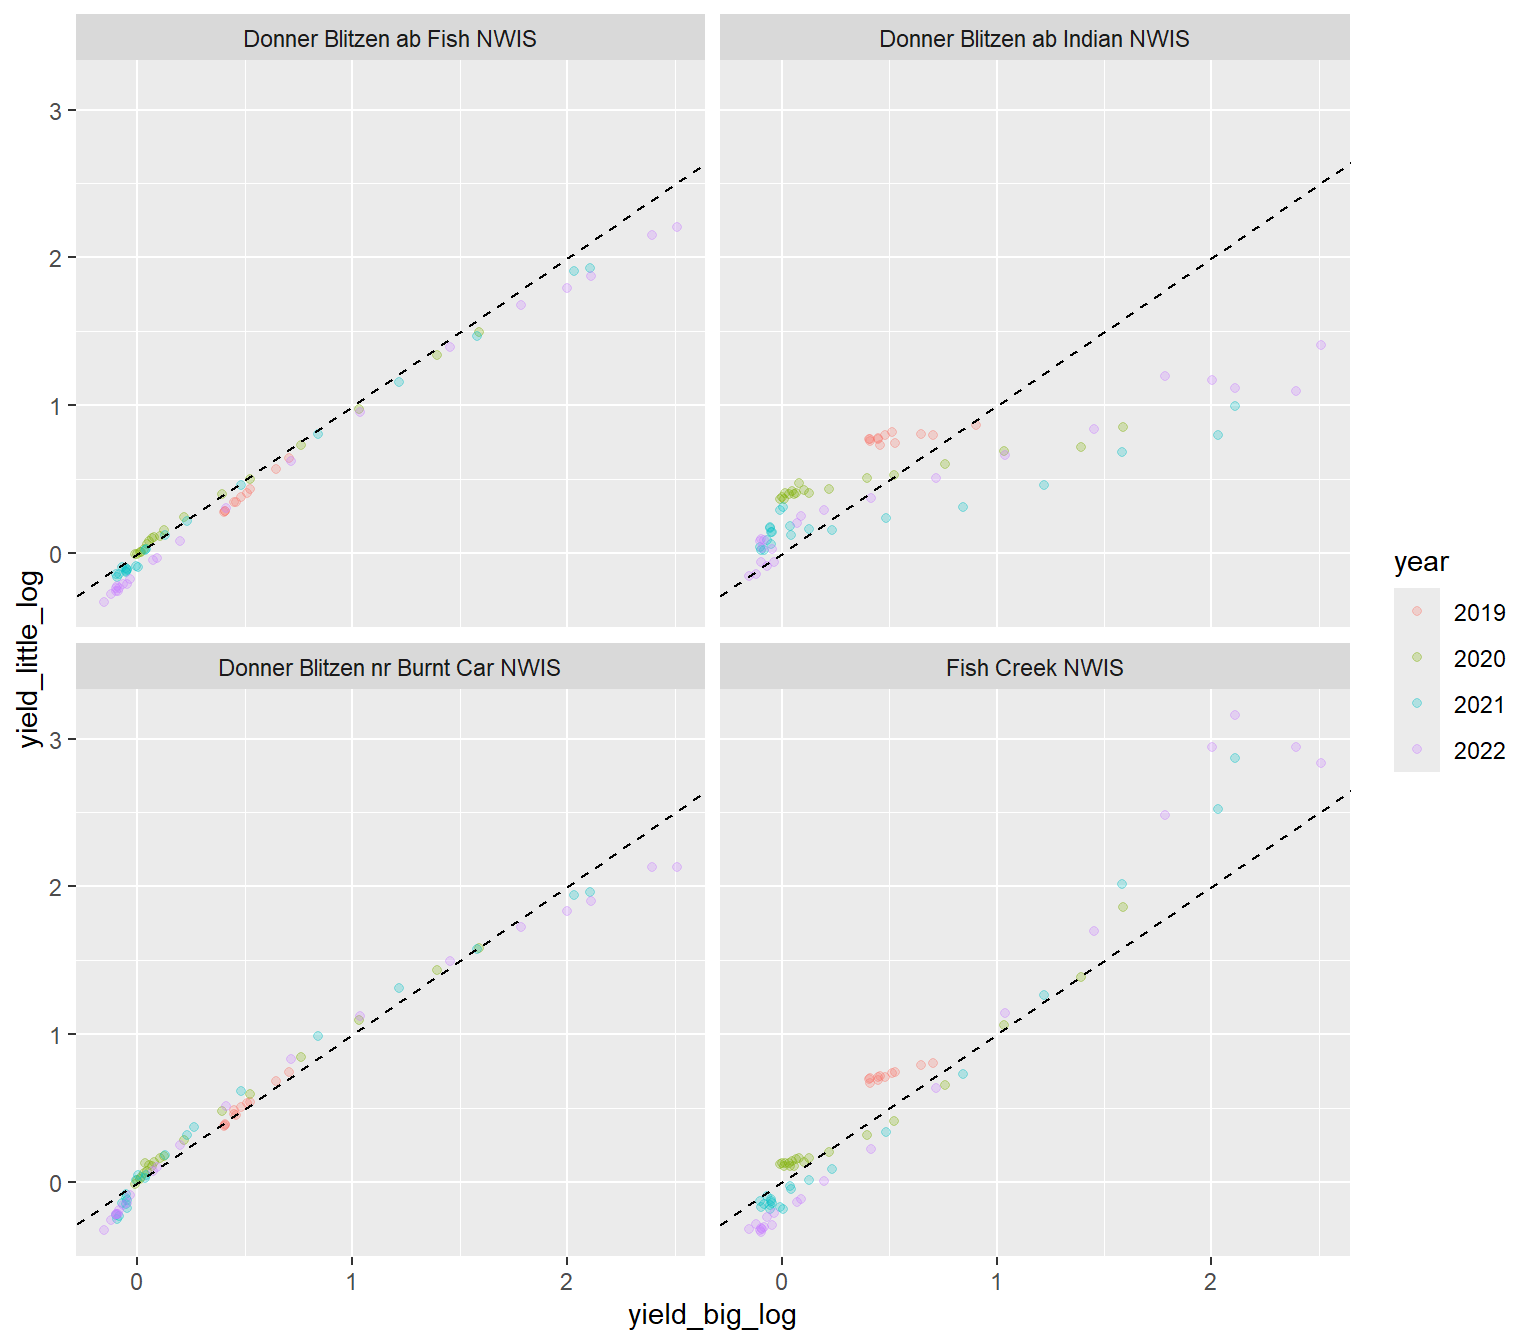 Donner Blitzen ab Fish NWIS
Donner Blitzen ab Indian NWIS
3
2
1
0
Donner Blitzen nr Burnt Car NWIS
Fish Creek NWIS
3
2
1
0
0
1
2
0
1
2
yield_big_log
yield_little_log
year
2019
2020
2021
2022